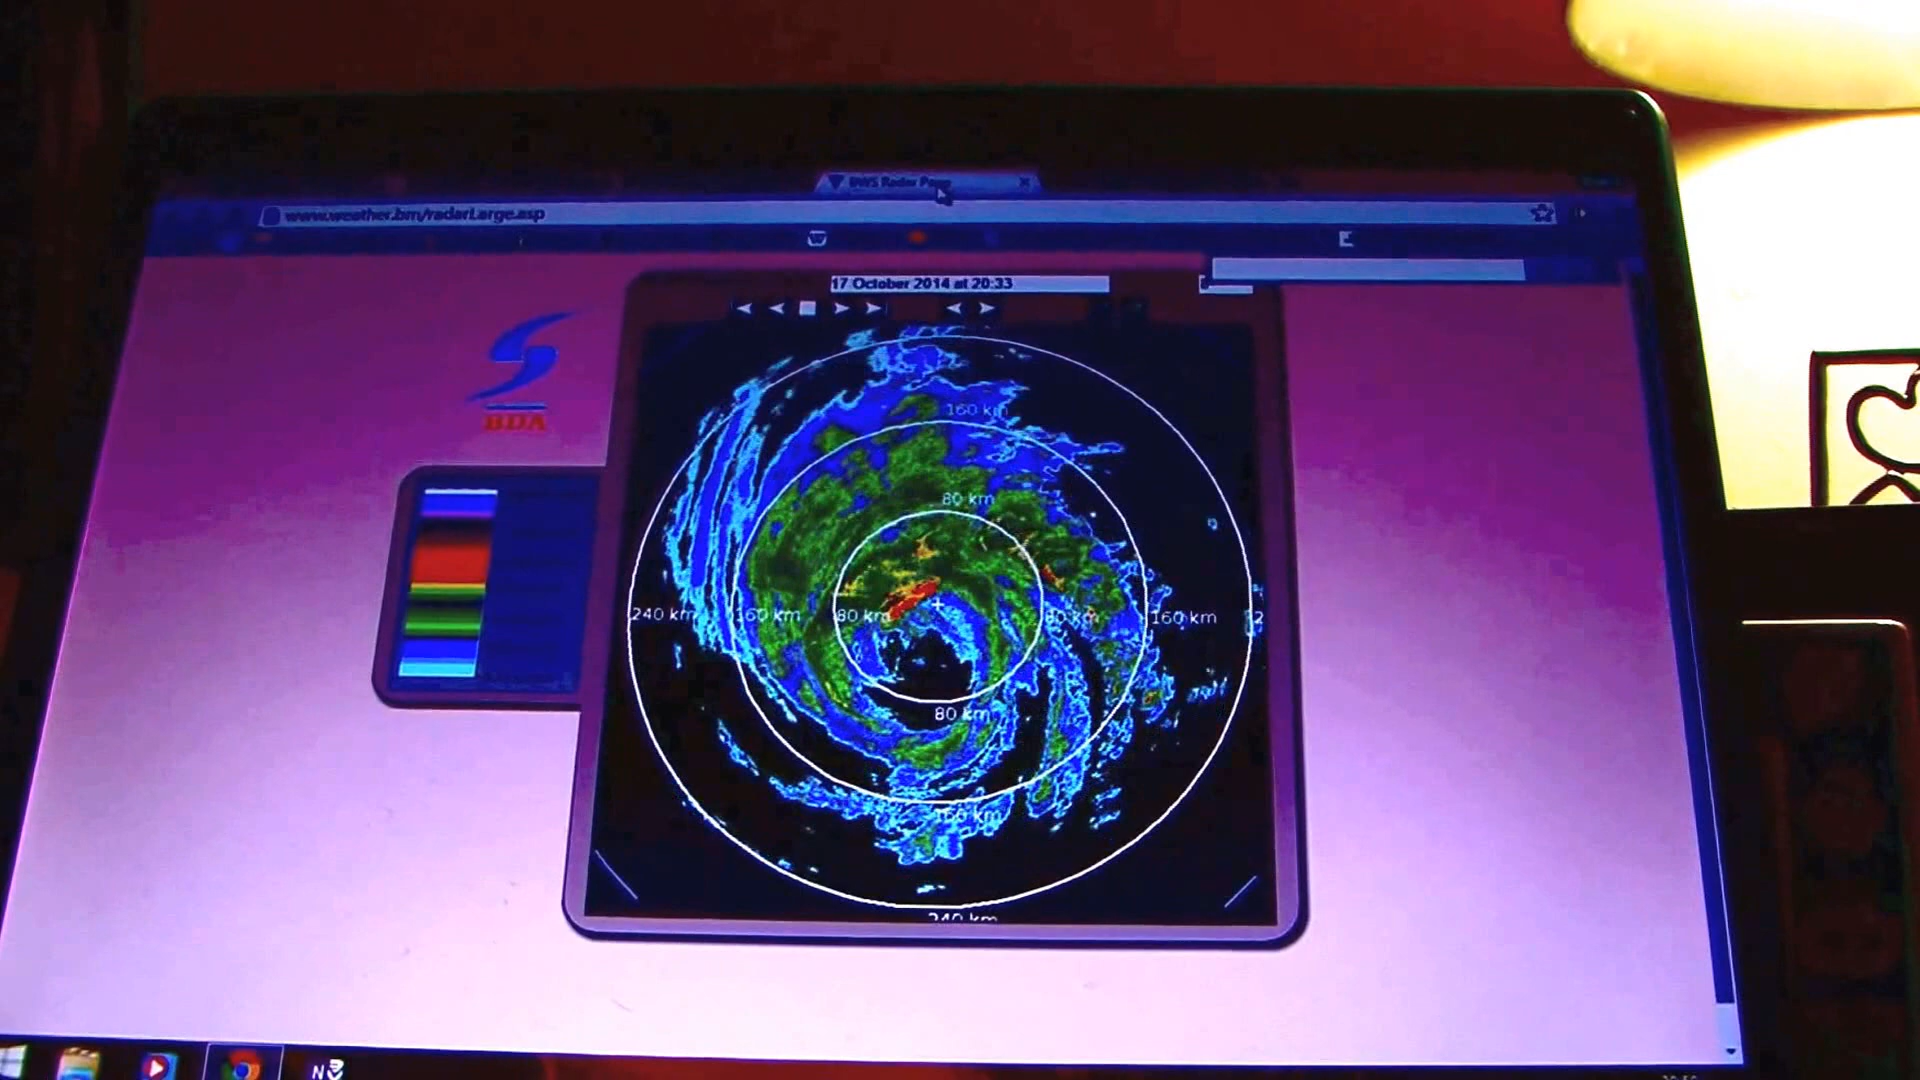 BWS Radar Page
www.weather.bm/radarLarge.asp
17 October 2014 at 20:33
BDA
160 km
80 km
240 km 160 km 80 km 80 km 160 km 2
80 km
160 km
240 km